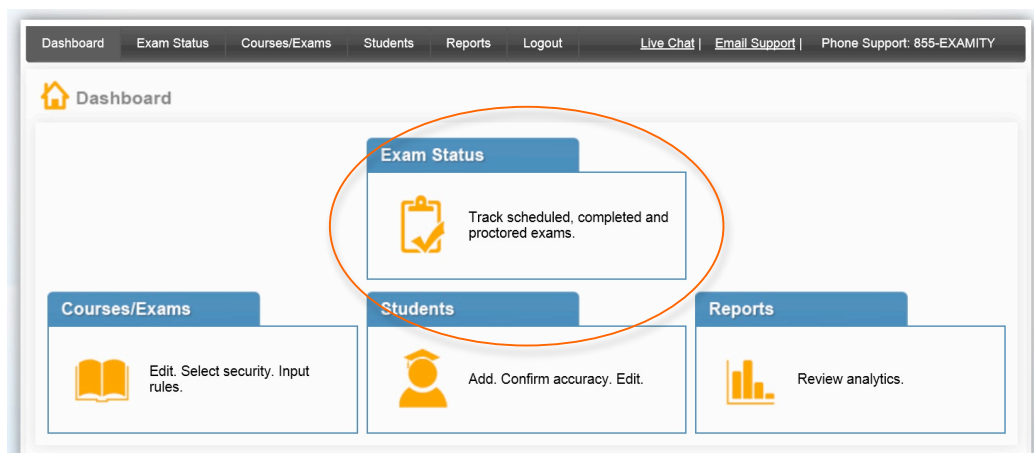 Dashboard Exam Status Courses/Exams Students Reports Logout Live Chat | Email Support | Phone Support: 855-EXAMITY
Dashboard
Exam Status
Track scheduled, completed and
proctored exams.
Courses/Exams
Edit. Select security. Input
rules.
Students
Add. Confirm accuracy. Edit.
Reports
Review analytics.